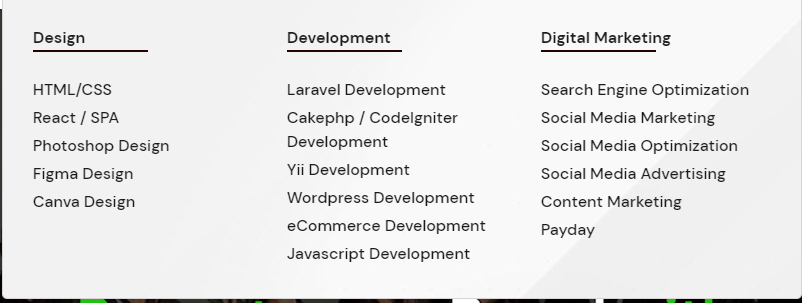 Design
HTML/CSS
React / SPA
Photoshop Design
Figma Design
Canva Design
Development
Laravel Development
Cakephp / CodeIgniter
Development
Yii Development
Wordpress Development
eCommerce Development
Javascript Development
Digital Marketing
Search Engine Optimization
Social Media Marketing
Social Media Optimization
Social Media Advertising
Content Marketing
Payday